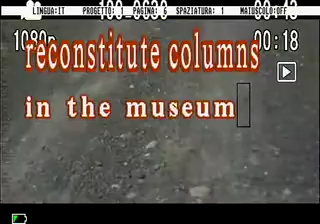 LINGUA:IT PROGETTO: 1 PAGINA: 6 SPAZIATURA: 1 MAIUSCOLO:OFF
1080p 00:18
reconstitute columns
in the museum